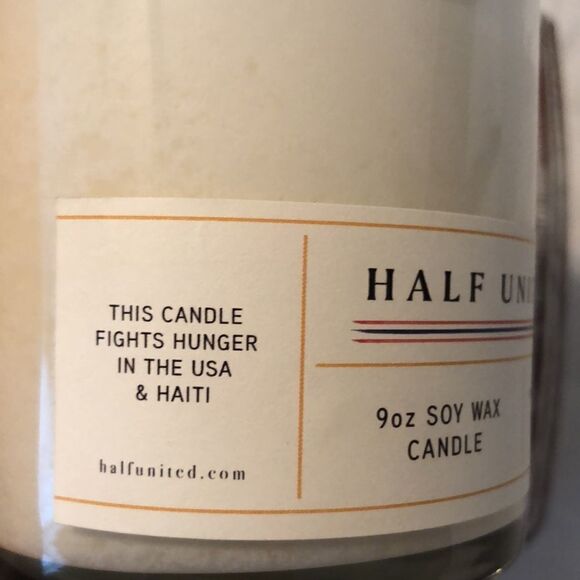 THIS CANDLE
FIGHTS HUNGER
IN THE USA
& HAITI
halfunited.com
HALF UNI
9oz SOY WAX
CANDLE